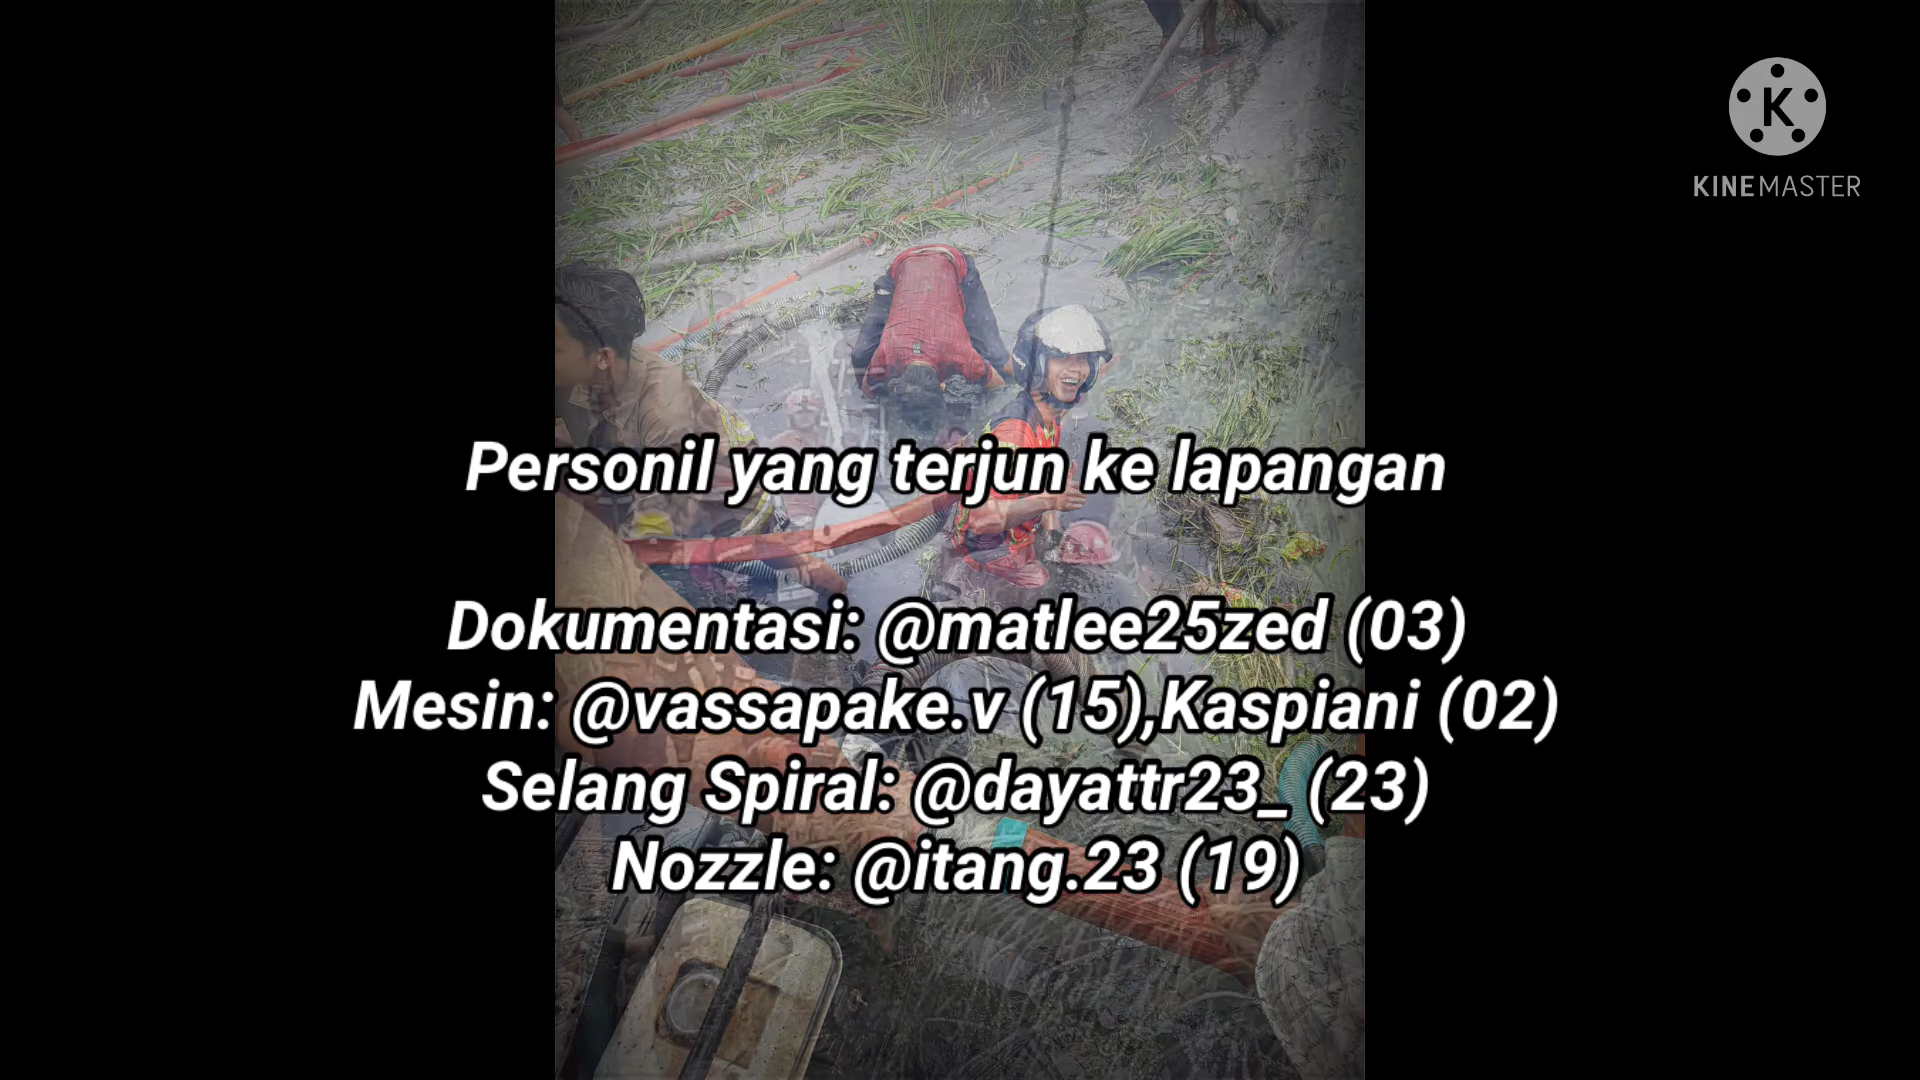 K
KINEMASTER
Personil yang terjun ke lapangan
Dokumentasi: @matlee25zed (03)
Mesin: @vassapake.v (15),Kaspiani (02)
Selang Spiral: @dayattr23_ (23)
Nozzle: @itang.23 (19)